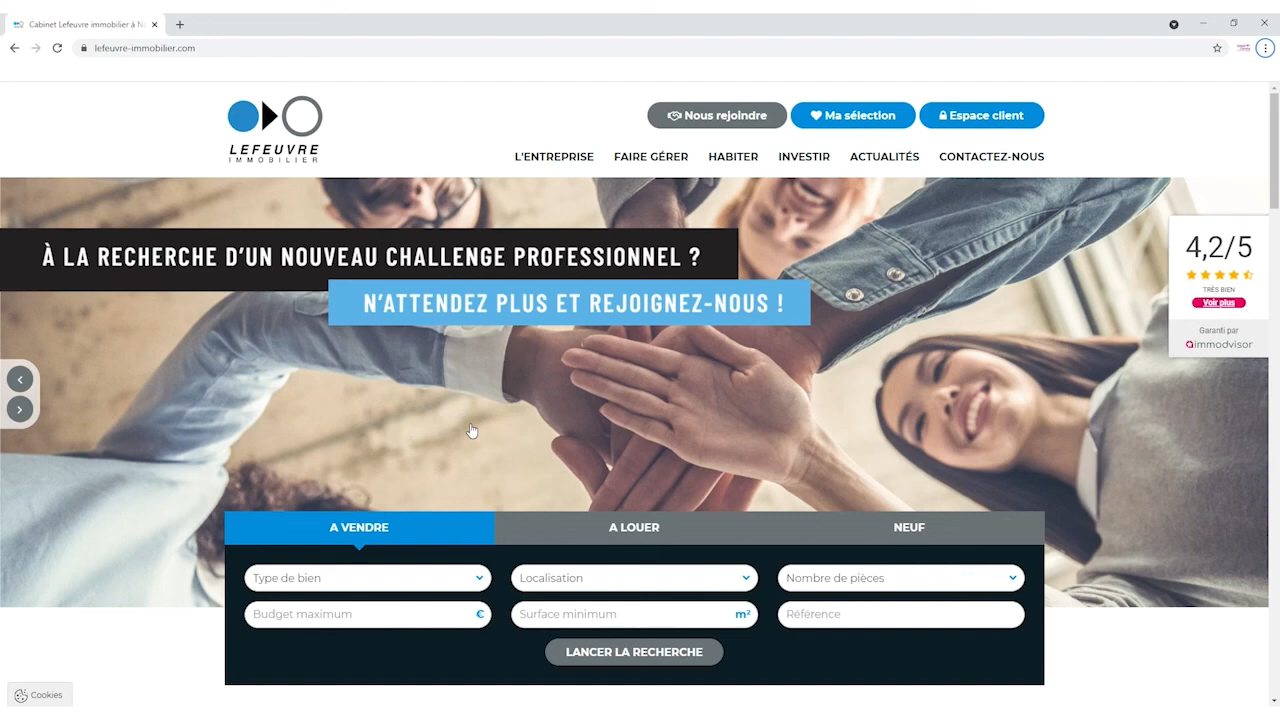 Cabinet Lefeuvre immobilier à N
lefeuvre-immobilier.com
LEFEUVRE
IMMOBILIER
Nous rejoindre
Ma sélection
Espace client
L'ENTREPRISE
FAIRE GÉRER
HABITER
INVESTIR
ACTUALITÉS
CONTACTEZ-NOUS
À LA RECHERCHE D'UN NOUVEAU CHALLENGE PROFESSIONNEL ?
N'ATTENDEZ PLUS ET REJOIGNEZ-NOUS !
4,2/5
TRÈS BIEN
Voir plus
Garanti par
immodvisor
A VENDRE
A LOUER
NEUF
Type de bien
Localisation
Nombre de pièces
Budget maximum €
Surface minimum m²
Référence
LANCER LA RECHERCHE
Cookies